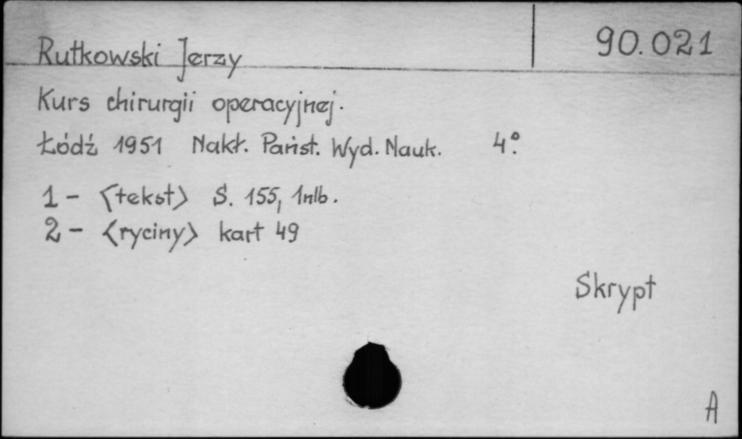 Rutkowski Jerzy 90.021
Kurs chirurgii operacyjnej.
Łódź 1951 Nakł. Państ. Wyd. Nauk. 4º
1 - <tekst> S. 155, 1nlb.
2 - <ryciny> kart 49
Skrypt
A